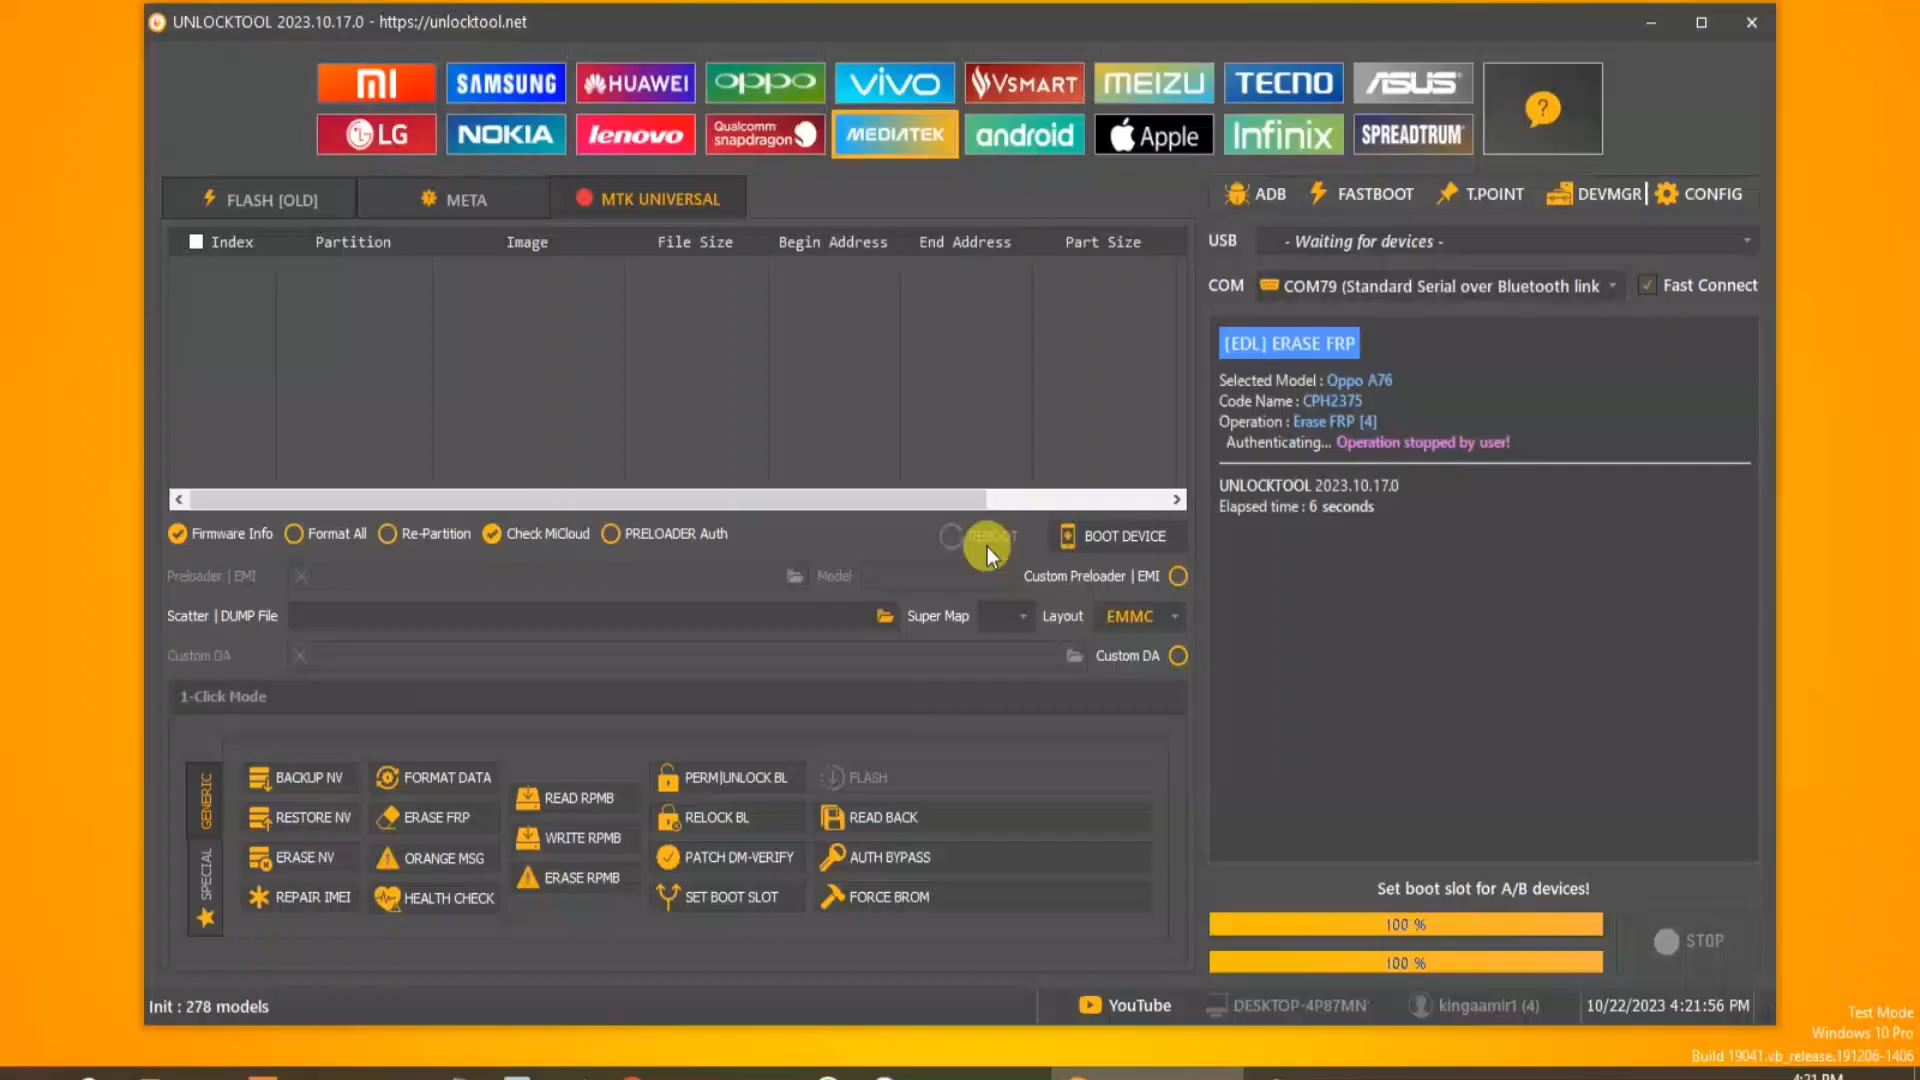 UNLOCKTOOL 2023.10.17.0 - https://unlocktool.net
mi SAMSUNG HUAWEI oppo vivo VSMART MEIZU TECNO ASUS ?
LG NOKIA lenovo Qualcomm snapdragon MEDIATEK android Apple Infinix SPREADTRUM
FLASH [OLD] META MTK UNIVERSAL
ADB FASTBOOT T.POINT DEVMGR CONFIG
Index Partition Image File Size Begin Address End Address Part Size
USB - Waiting for devices -
COM COM79 (Standard Serial over Bluetooth link Fast Connect
[EDL] ERASE FRP
Selected Model : Oppo A76
Code Name : CPH2375
Operation : Erase FRP [4]
Authenticating... Operation stopped by user!
UNLOCKTOOL 2023.10.17.0
Elapsed time : 6 seconds
Firmware Info Format All Re-Partition Check MiCloud PRELOADER Auth REBOOT BOOT DEVICE
Preloader | EMI Model Custom Preloader | EMI
Scatter | DUMP File Super Map Layout EMMC
Custom DA Custom DA
1-Click Mode
GENERIC
SPECIAL
BACKUP NV FORMAT DATA READ RPMB PERM|UNLOCK BL FLASH
RESTORE NV ERASE FRP WRITE RPMB RELOCK BL READ BACK
ERASE NV ORANGE MSG ERASE RPMB PATCH DM-VERIFY AUTH BYPASS
REPAIR IMEI HEALTH CHECK SET BOOT SLOT FORCE BROM
Set boot slot for A/B devices!
100 %
100 %
STOP
Init : 278 models
YouTube DESKTOP-4P87MN kingaamir1 (4) 10/22/2023 4:21:56 PM
Test Mode
Windows 10 Pro
Build 19041.vb_release.191206-1406
4:21 PM